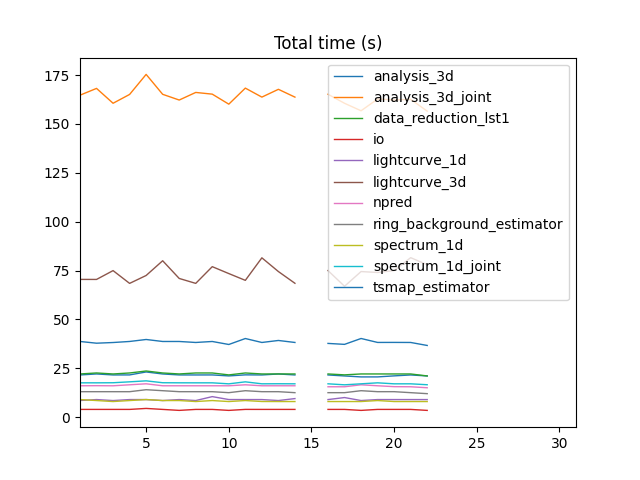 Total time (s)
175
150
125
100
75
50
25
0
5
10
15
20
25
30
analysis_3d
analysis_3d_joint
data_reduction_lst1
io
lightcurve_1d
lightcurve_3d
npred
ring_background_estimator
spectrum_1d
spectrum_1d_joint
tsmap_estimator